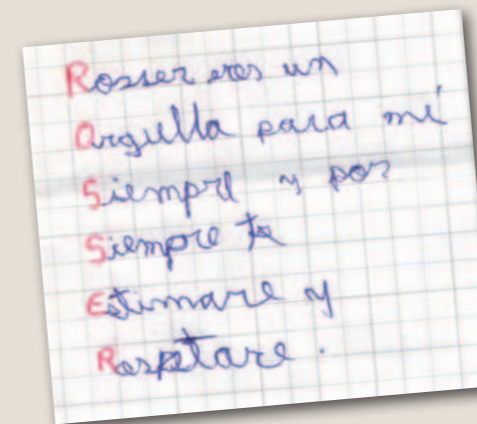 Rosser eres un
Orgulla para mí
Siempre y por
Siempre te
Estimare y
Respetare.